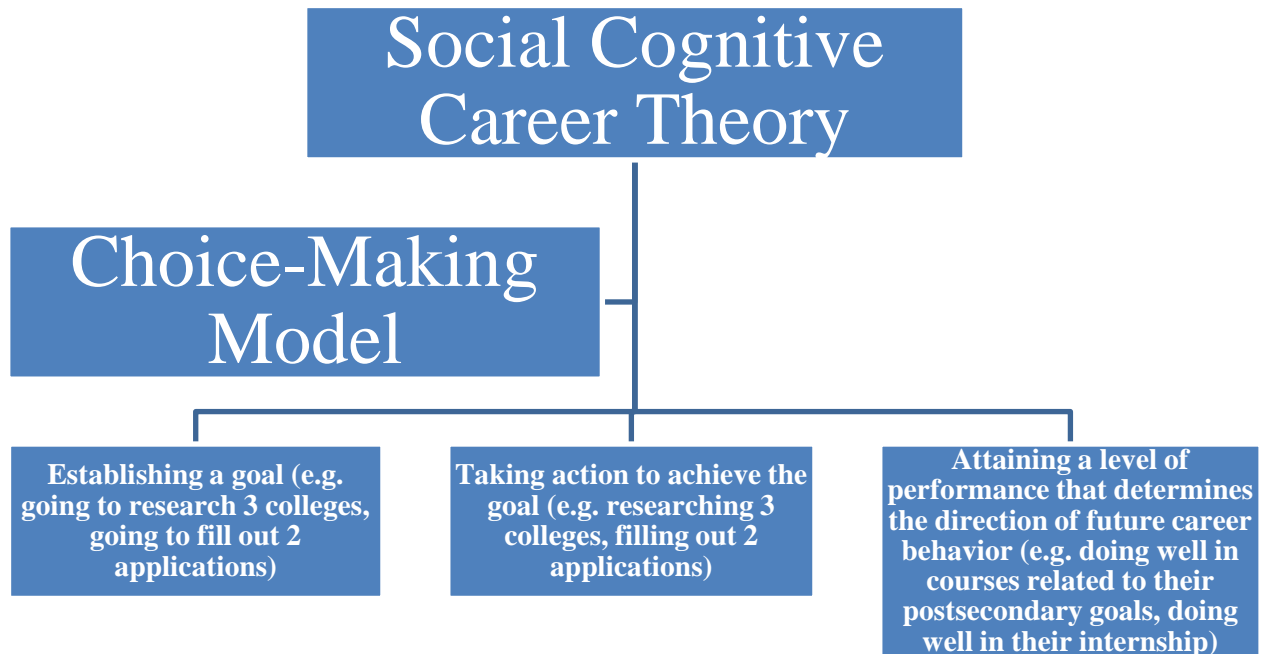 Social Cognitive
Career Theory
Choice-Making
Model
Establishing a goal (e.g.
going to research 3 colleges,
going to fill out 2
applications)
Taking action to achieve the
goal (e.g. researching 3
colleges, filling out 2
applications)
Attaining a level of
performance that determines
the direction of future career
behavior (e.g. doing well in
courses related to their
postsecondary goals, doing
well in their internship)